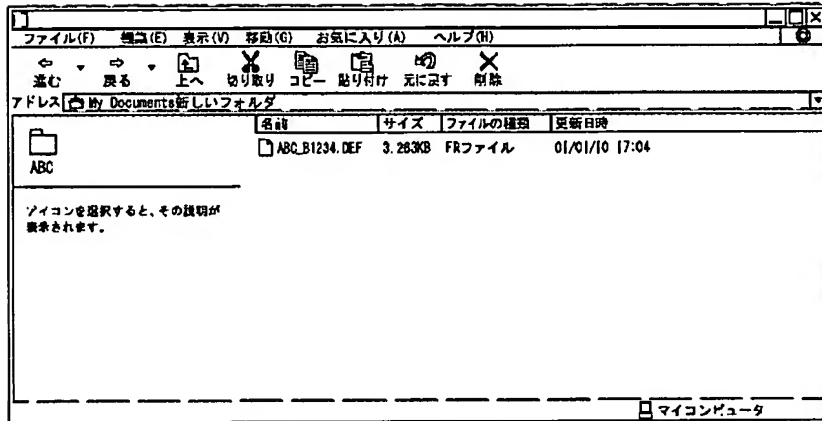 ファイル(F) 編集(E) 表示(V) 移動(G) お気に入り(A) ヘルプ(H)
進む 戻る 上へ 切り取り コピー 貼り付け 元に戻す 削除
アドレス My Documents新しいフォルダ
名前 サイズ ファイルの種類 更新日時
ABC_B1234.DEF 3.263KB FRファイル 01/01/10 17:04
ABC
アイコンを選択すると、その説明が
表示されます。
マイコンピュータ